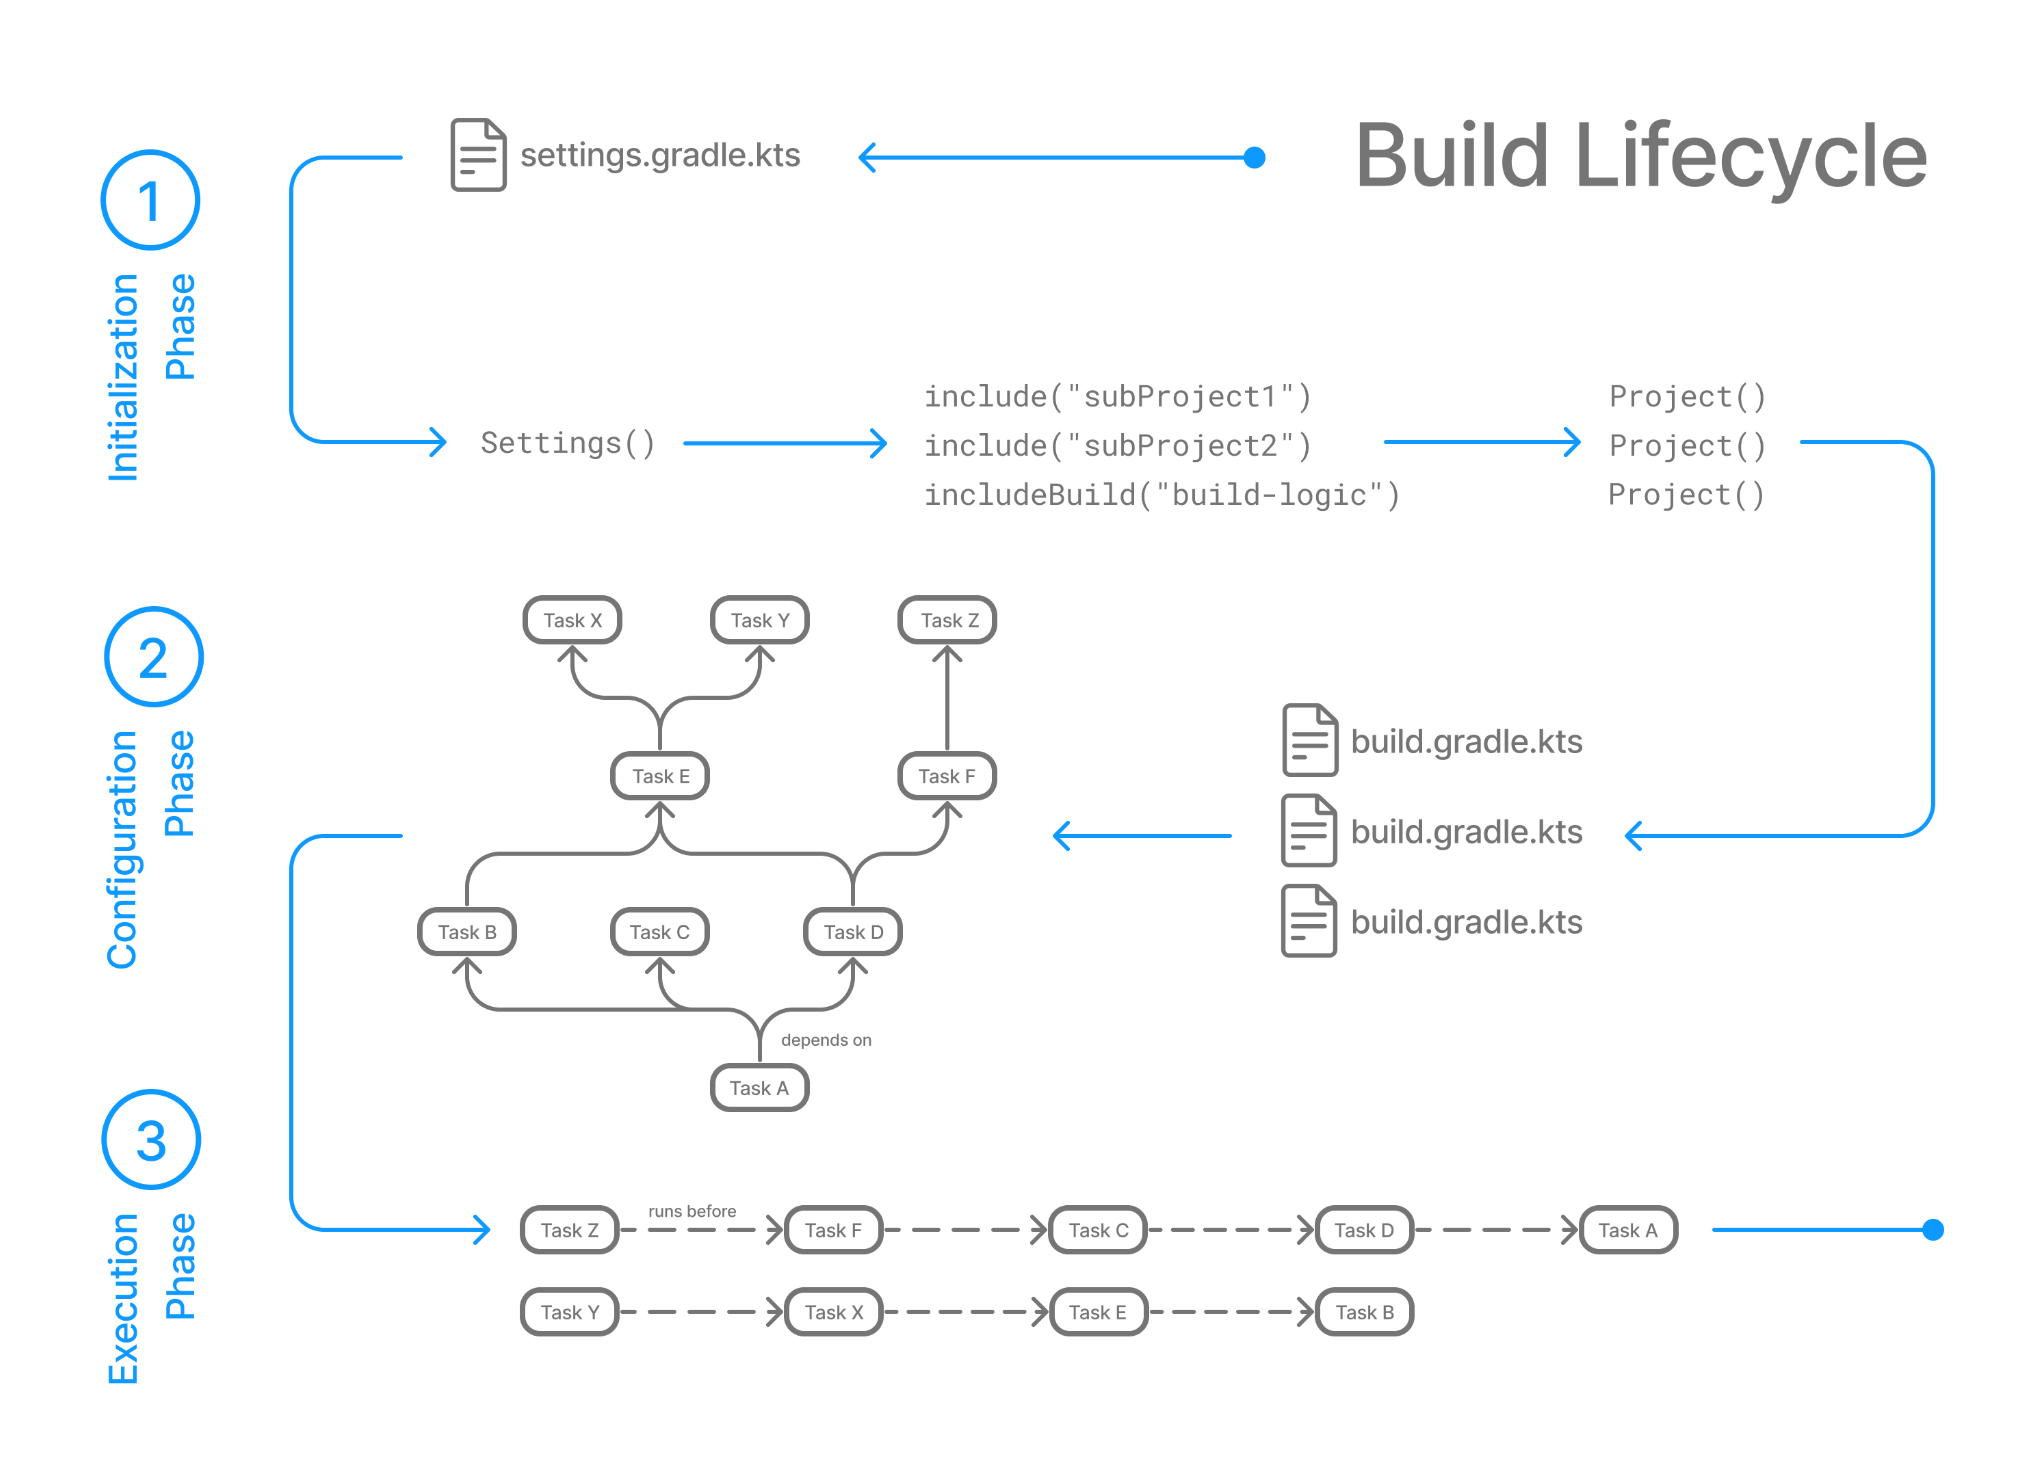 Build Lifecycle
1
Initialization
Phase
settings.gradle.kts
Settings()
include("subProject1")
include("subProject2")
includeBuild("build-logic")
Project()
Project()
Project()
2
Configuration
Phase
build.gradle.kts
build.gradle.kts
build.gradle.kts
Task X
Task Y
Task Z
Task E
Task F
Task B
Task C
Task D
depends on
Task A
3
Execution
Phase
Task Z
runs before
Task F
Task C
Task D
Task A
Task Y
Task X
Task E
Task B